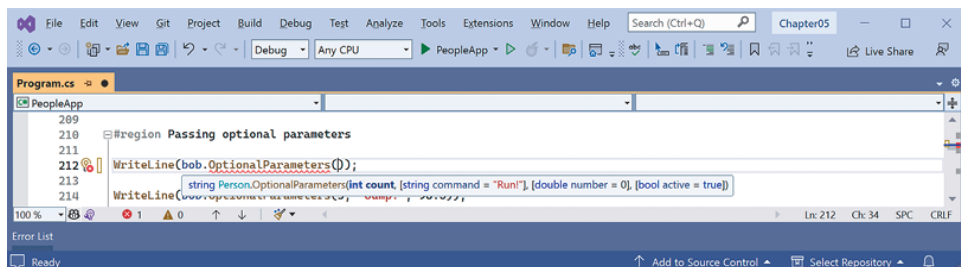 File Edit View Git Project Build Debug Test Analyze Tools Extensions Window Help Search (Ctrl+Q) Chapter05
Debug Any CPU PeopleApp Live Share
Program.cs
C# PeopleApp
209
210 #region Passing optional parameters
211
212 WriteLine(bob.OptionalParameters());
213
string Person.OptionalParameters(int count, [string command = "Run!"], [double number = 0], [bool active = true])
214 WriteLine(
100 % 1 0 Ln: 212 Ch: 34 SPC CRLF
Error List
Ready Add to Source Control Select Repository